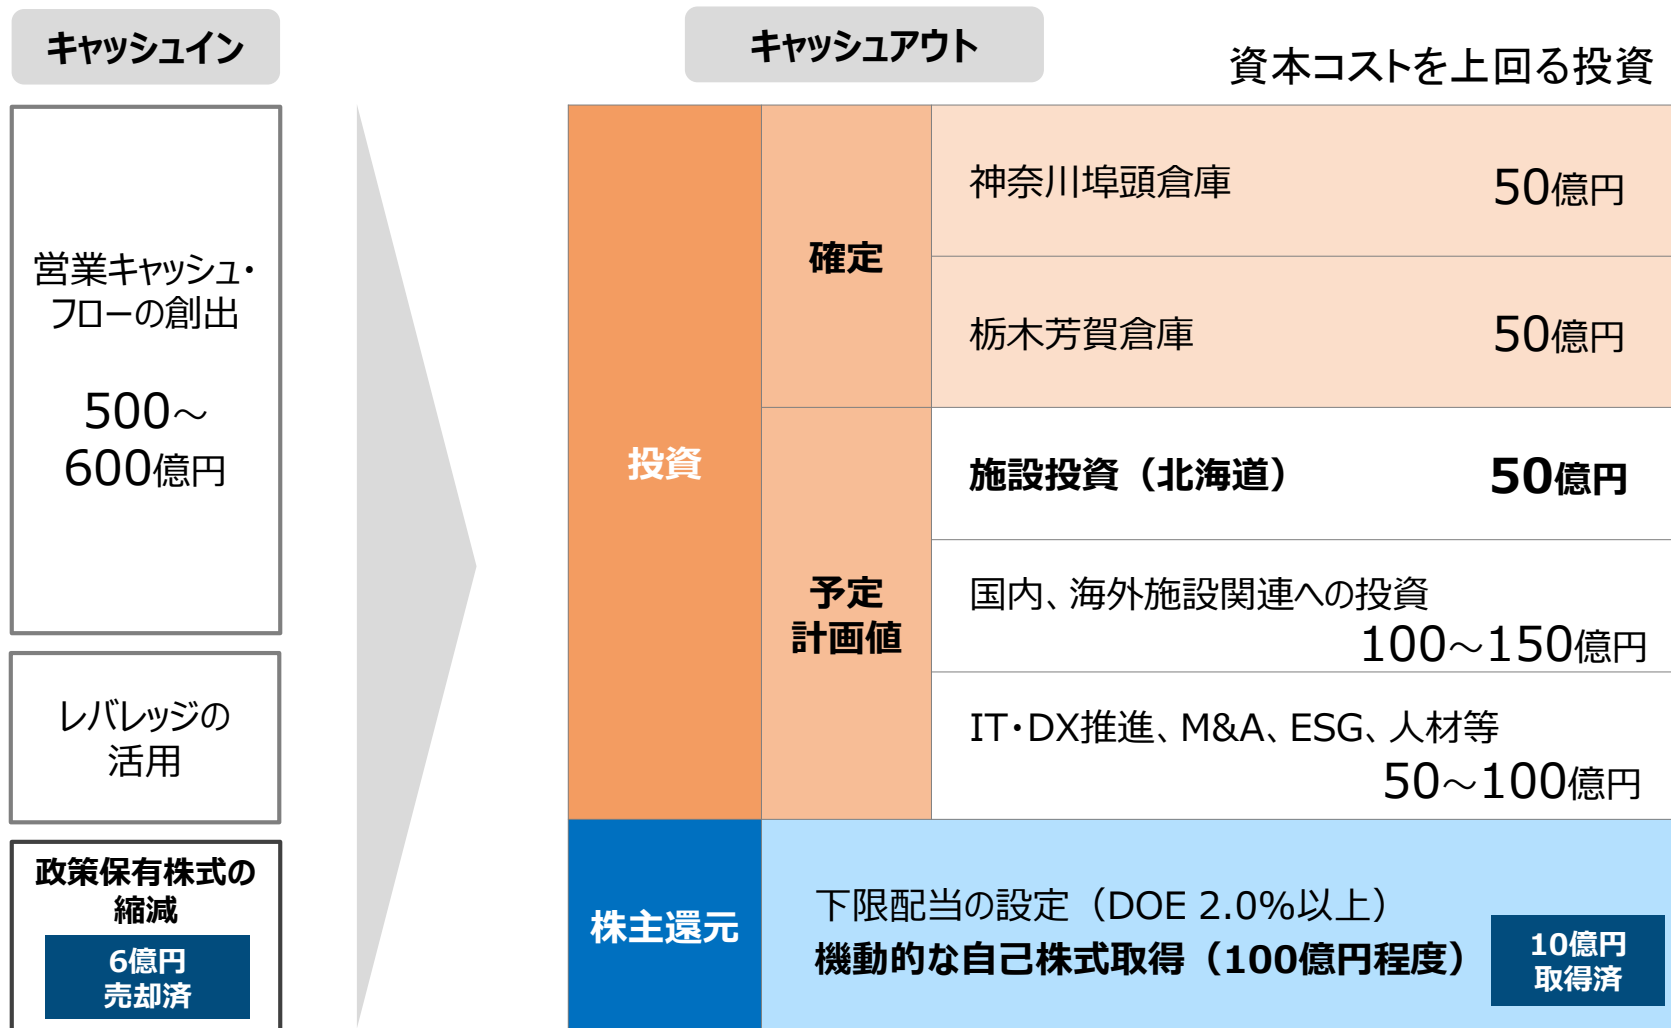 キャッシュイン
キャッシュアウト
資本コストを上回る投資
営業キャッシュ・
フローの創出
500～
600億円
レバレッジの
活用
政策保有株式の
縮減
6億円
売却済
投資
確定
神奈川埠頭倉庫 50億円
栃木芳賀倉庫 50億円
予定
計画値
施設投資（北海道） 50億円
国内、海外施設関連への投資
100～150億円
IT・DX推進、M&A、ESG、人材等
50～100億円
株主還元
下限配当の設定（DOE 2.0%以上）
機動的な自己株式取得（100億円程度）
10億円
取得済